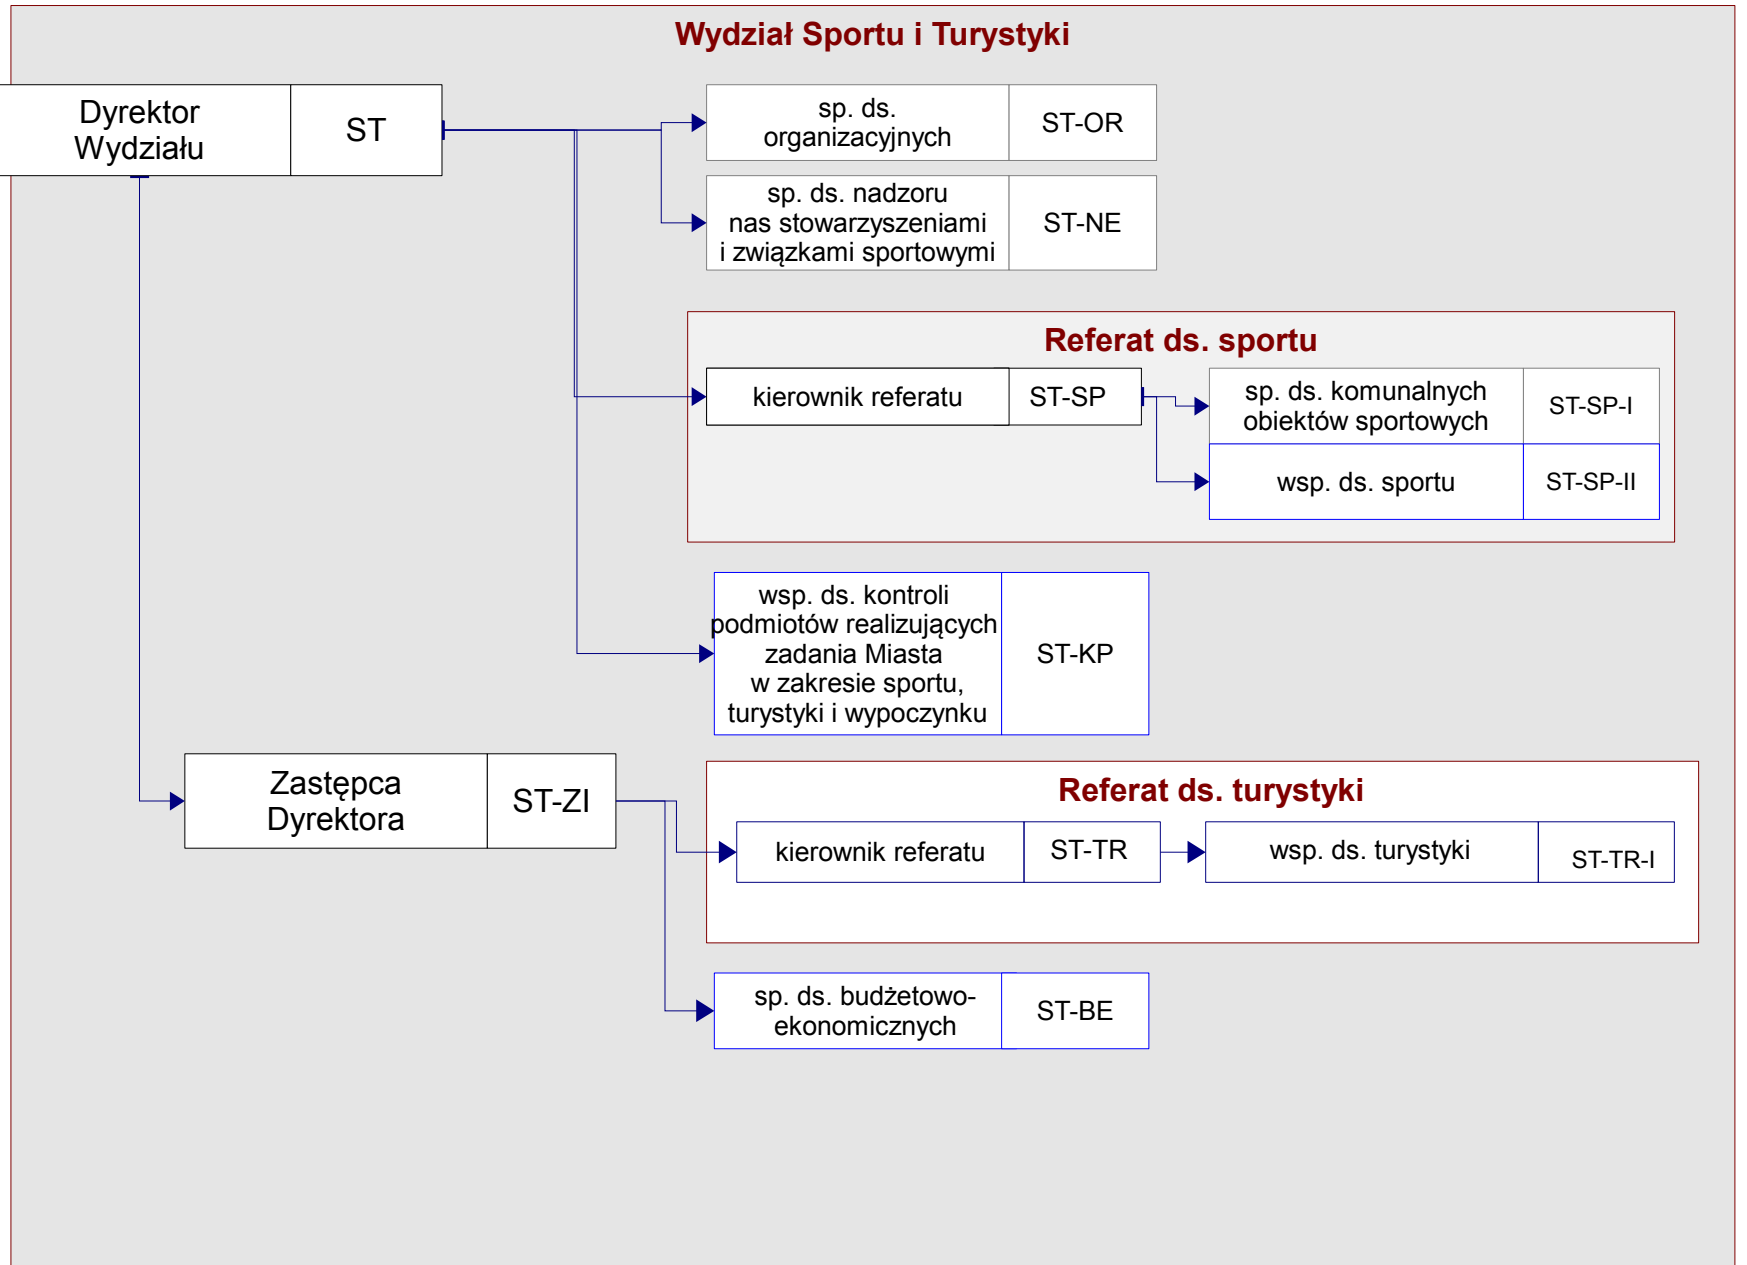 Wydział Sportu i Turystyki
Dyrektor
Wydziału
ST
sp. ds.
organizacyjnych
ST-OR
sp. ds. nadzoru
nas stowarzyszeniami
i związkami sportowymi
ST-NE
Referat ds. sportu
kierownik referatu
ST-SP
sp. ds. komunalnych
obiektów sportowych
ST-SP-I
wsp. ds. sportu
ST-SP-II
wsp. ds. kontroli
podmiotów realizujących
zadania Miasta
w zakresie sportu,
turystyki i wypoczynku
ST-KP
Zastępca
Dyrektora
ST-ZI
Referat ds. turystyki
kierownik referatu
ST-TR
wsp. ds. turystyki
ST-TR-I
sp. ds. budżetowo-
ekonomicznych
ST-BE